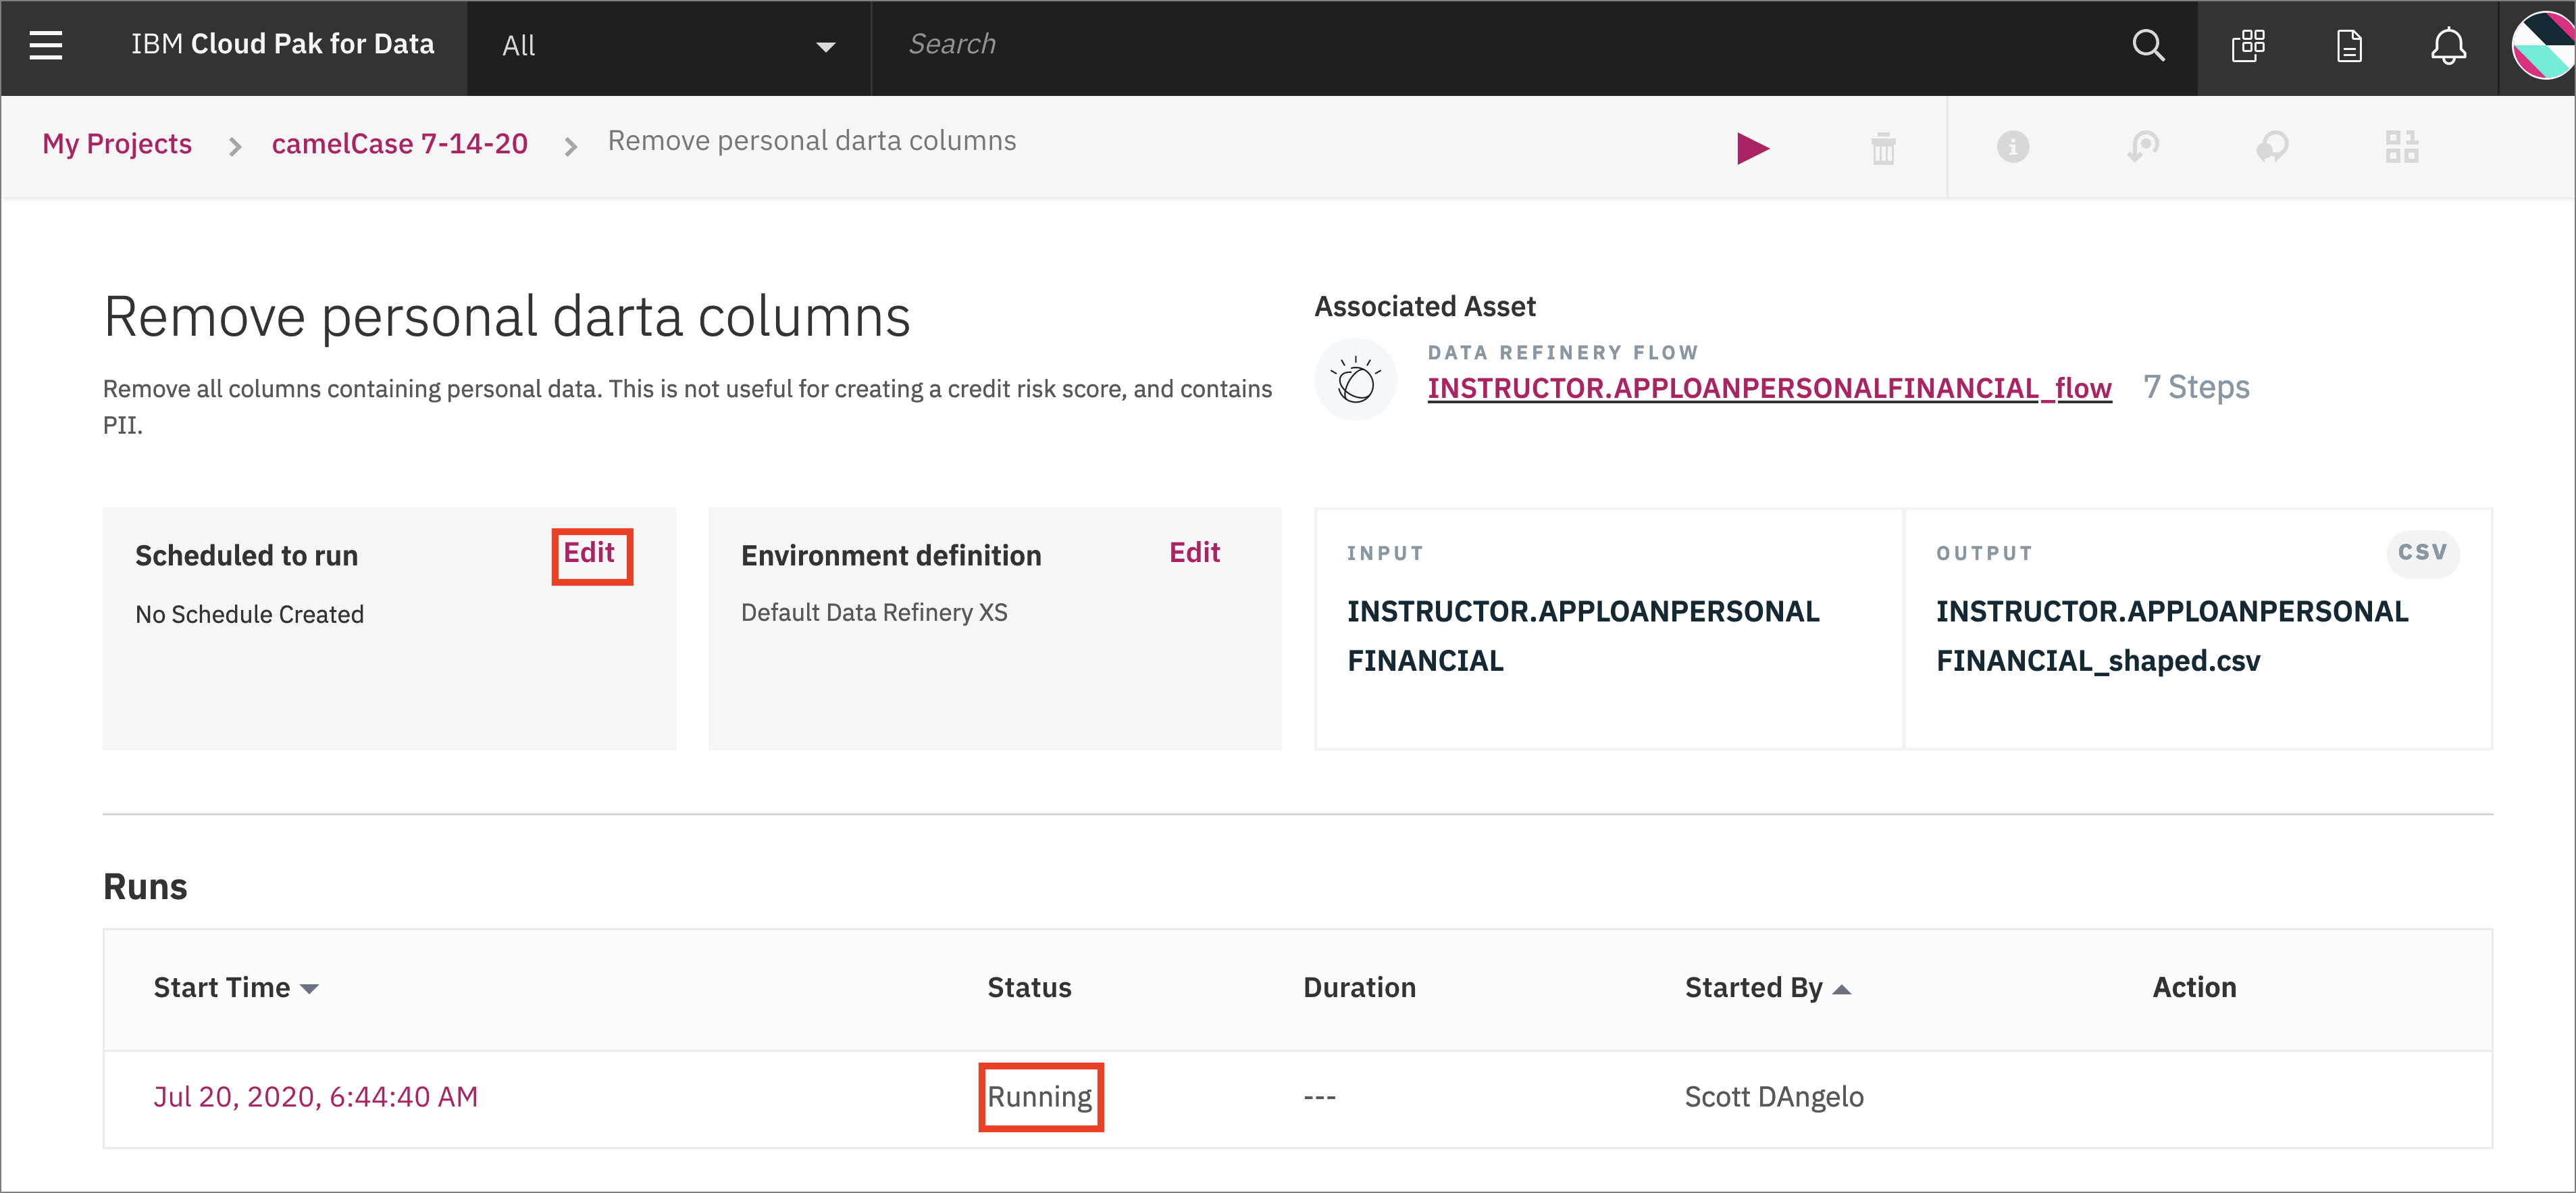 IBM Cloud Pak for Data
All
Search
My Projects
camelCase 7-14-20
Remove personal darta columns
Remove personal darta columns
Remove all columns containing personal data. This is not useful for creating a credit risk score, and contains
PII.
Associated Asset
DATA REFINERY FLOW
INSTRUCTOR.APPLOANPERSONALFINANCIAL_flow 7 Steps
Scheduled to run
Edit
No Schedule Created
Environment definition
Edit
Default Data Refinery XS
INPUT
INSTRUCTOR.APPLOANPERSONAL
FINANCIAL
OUTPUT
CSV
INSTRUCTOR.APPLOANPERSONAL
FINANCIAL_shaped.csv
Runs
Start Time Status Duration Started By Action
Jul 20, 2020, 6:44:40 AM Running --- Scott DAngelo